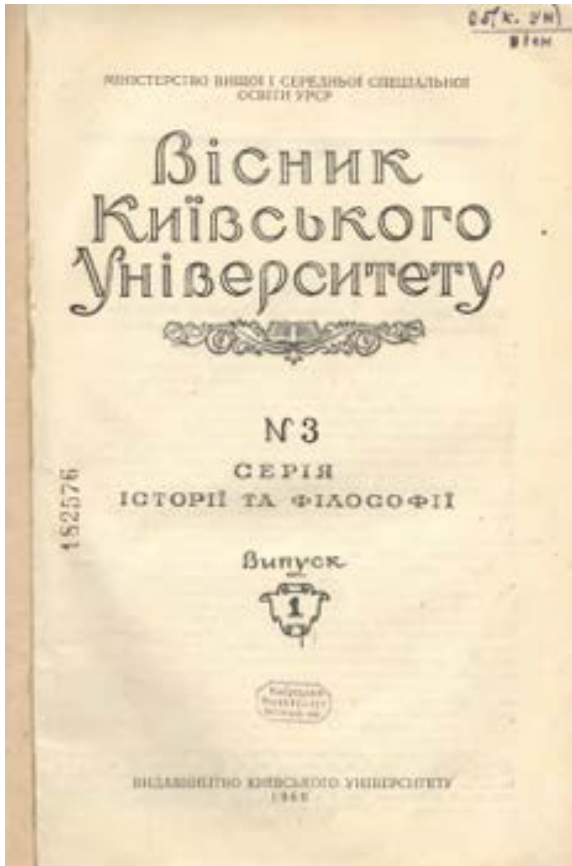 МІНІСТЕРСТВО ВИЩОЇ І СЕРЕДНЬОЇ СПЕЦІАЛЬНОЇ
ОСВІТИ УРСР
Вісник
Київського
Університету
№ 3
СЕРІЯ
ІСТОРІЇ ТА ФІЛОСОФІЇ
182576
Випуск
1
ВИДАВНИЦТВО КИЇВСЬКОГО УНІВЕРСИТЕТУ